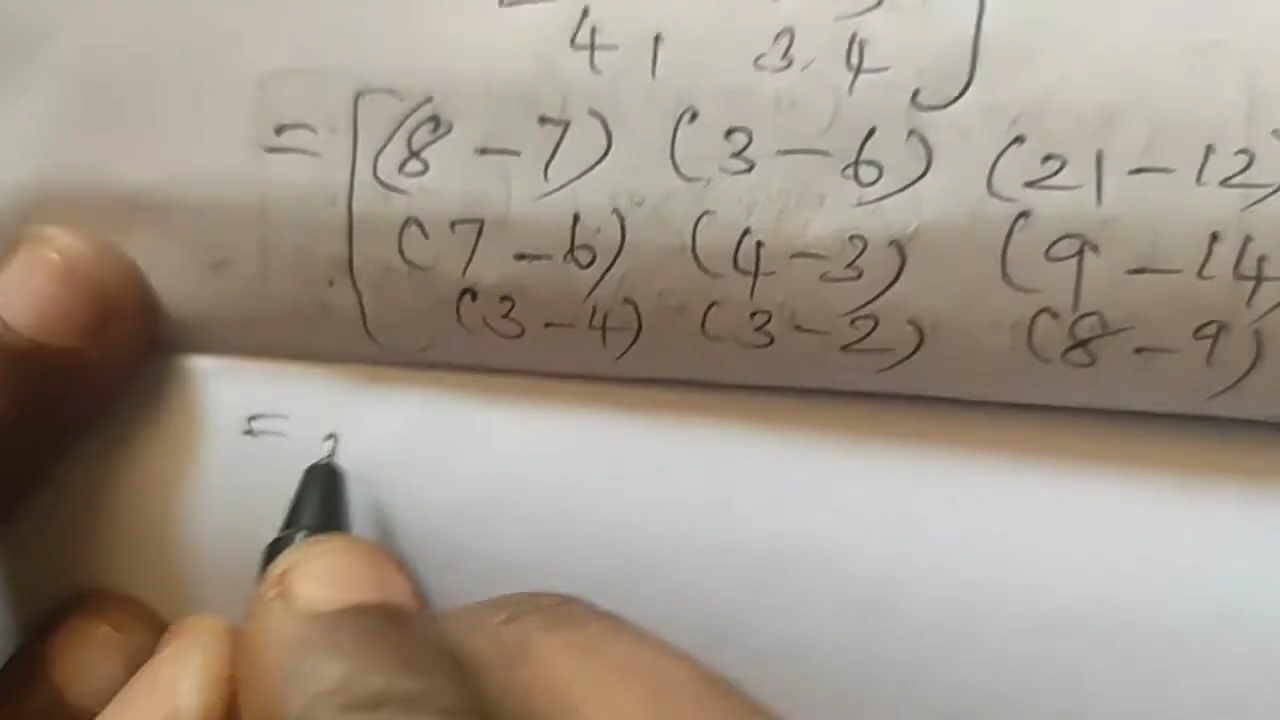 4 1 3 4
= [(8-7) (3-6) (21-12)
(7-6) (4-3) (9-14
(3-4) (3-2) (8-9)
=